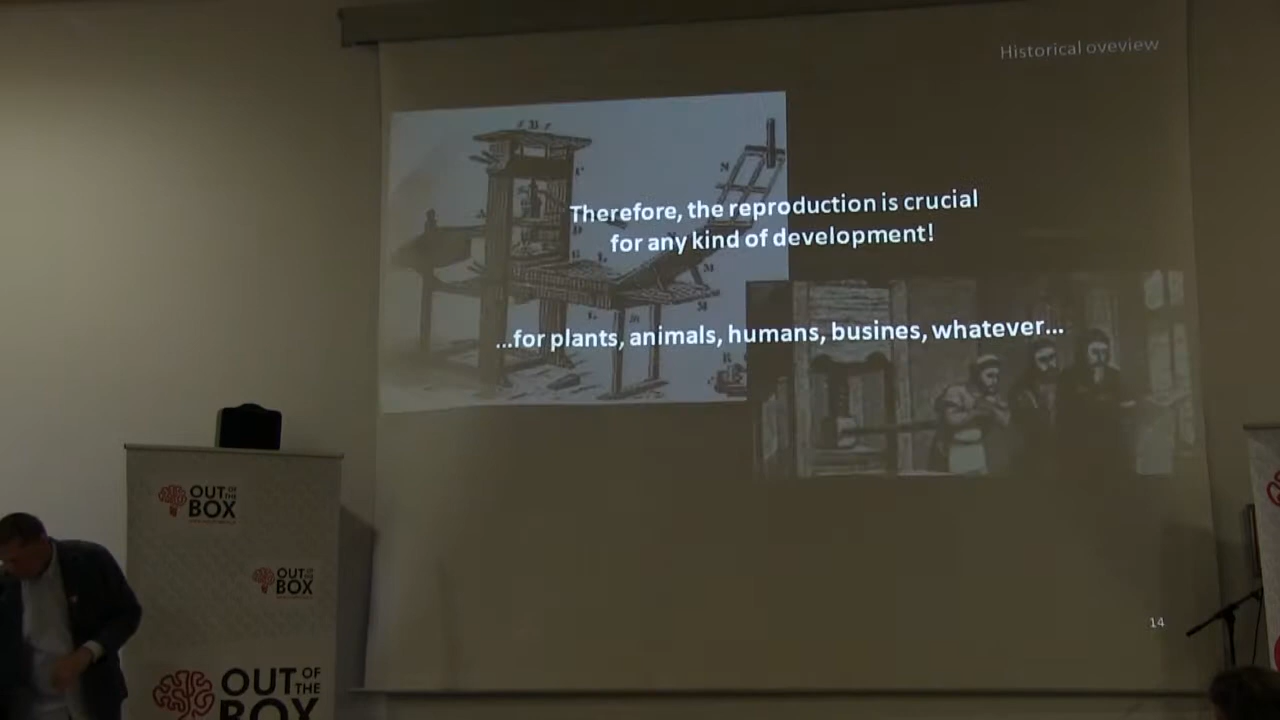 Historical oveview
Therefore, the reproduction is crucial
for any kind of development!
...for plants, animals, humans, busines, whatever...
14
OUT OF THE BOX
OUT OF THE BOX
OUT OF THE BOX